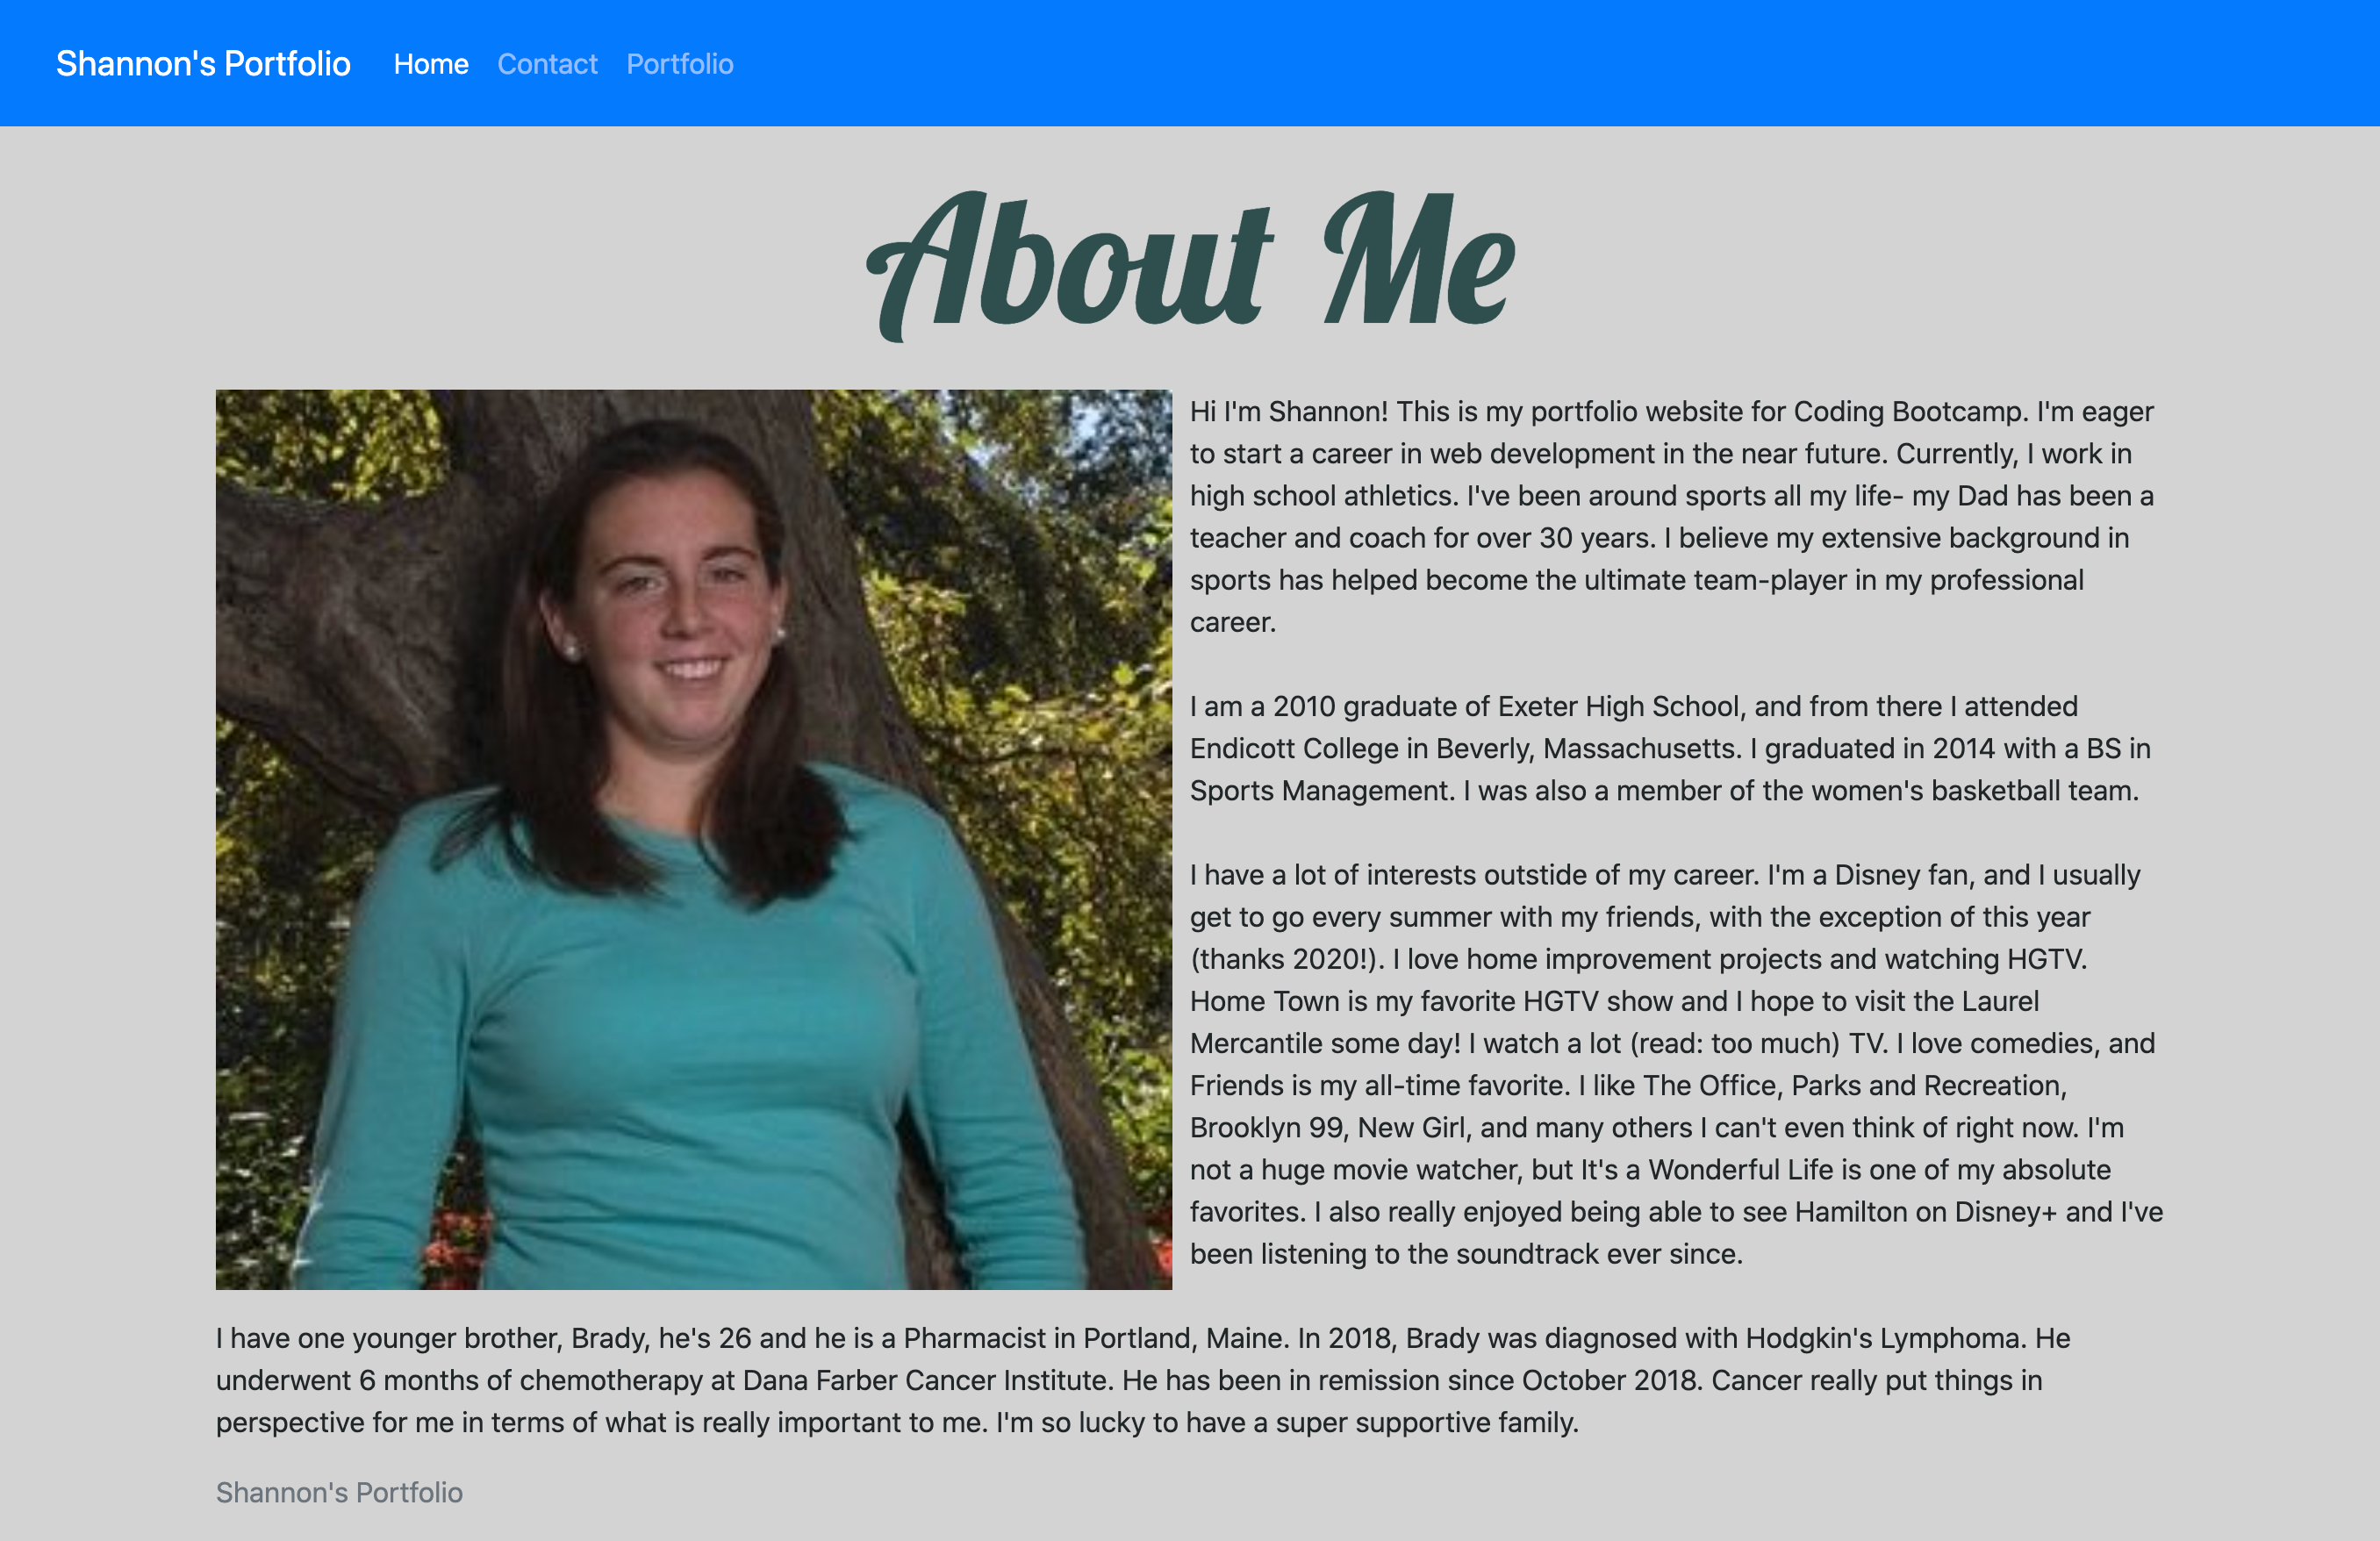 Shannon's Portfolio Home Contact Portfolio
About Me
Hi I'm Shannon! This is my portfolio website for Coding Bootcamp. I'm eager
to start a career in web development in the near future. Currently, I work in
high school athletics. I've been around sports all my life- my Dad has been a
teacher and coach for over 30 years. I believe my extensive background in
sports has helped become the ultimate team-player in my professional
career.
I am a 2010 graduate of Exeter High School, and from there I attended
Endicott College in Beverly, Massachusetts. I graduated in 2014 with a BS in
Sports Management. I was also a member of the women's basketball team.
I have a lot of interests outstide of my career. I'm a Disney fan, and I usually
get to go every summer with my friends, with the exception of this year
(thanks 2020!). I love home improvement projects and watching HGTV.
Home Town is my favorite HGTV show and I hope to visit the Laurel
Mercantile some day! I watch a lot (read: too much) TV. I love comedies, and
Friends is my all-time favorite. I like The Office, Parks and Recreation,
Brooklyn 99, New Girl, and many others I can't even think of right now. I'm
not a huge movie watcher, but It's a Wonderful Life is one of my absolute
favorites. I also really enjoyed being able to see Hamilton on Disney+ and I've
been listening to the soundtrack ever since.
I have one younger brother, Brady, he's 26 and he is a Pharmacist in Portland, Maine. In 2018, Brady was diagnosed with Hodgkin's Lymphoma. He
underwent 6 months of chemotherapy at Dana Farber Cancer Institute. He has been in remission since October 2018. Cancer really put things in
perspective for me in terms of what is really important to me. I'm so lucky to have a super supportive family.
Shannon's Portfolio